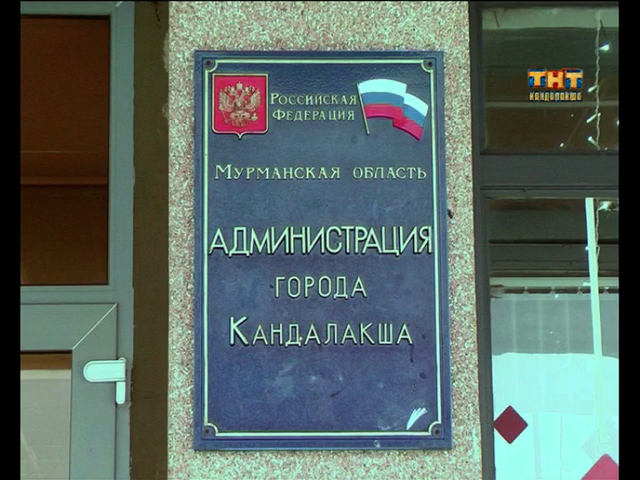 ТНТ
КАНДАЛАКША
РОССИЙСКАЯ
ФЕДЕРАЦИЯ
МУРМАНСКАЯ ОБЛАСТЬ
АДМИНИСТРАЦИЯ
ГОРОДА
КАНДАЛАКША